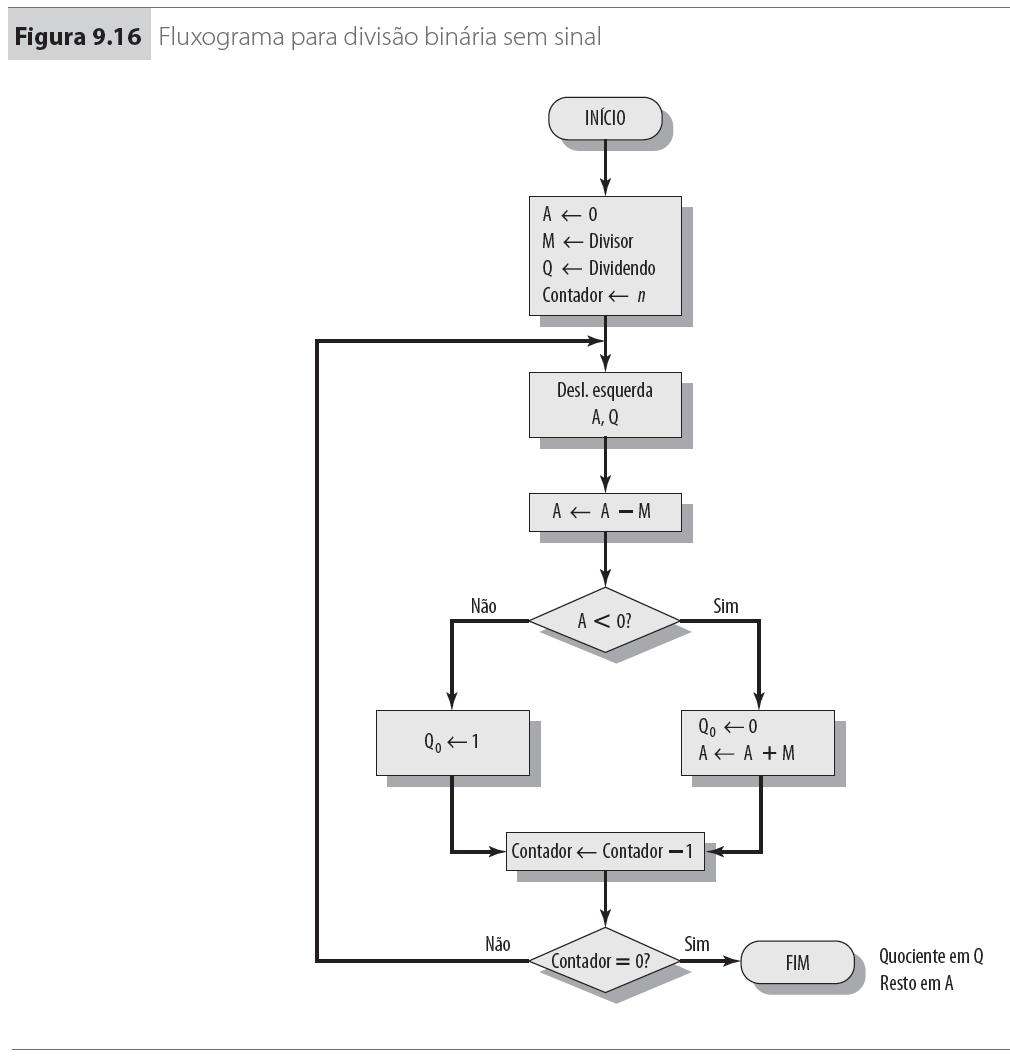 Figura 9.16 Fluxograma para divisão binária sem sinal
INÍCIO
A ← 0
M ← Divisor
Q ← Dividendo
Contador ← n
Desl. esquerda
A, Q
A ← A − M
Não
A < 0?
Sim
Q₀ ← 1
Q₀ ← 0
A ← A + M
Contador ← Contador −1
Não
Contador = 0?
Sim
FIM
Quociente em Q
Resto em A